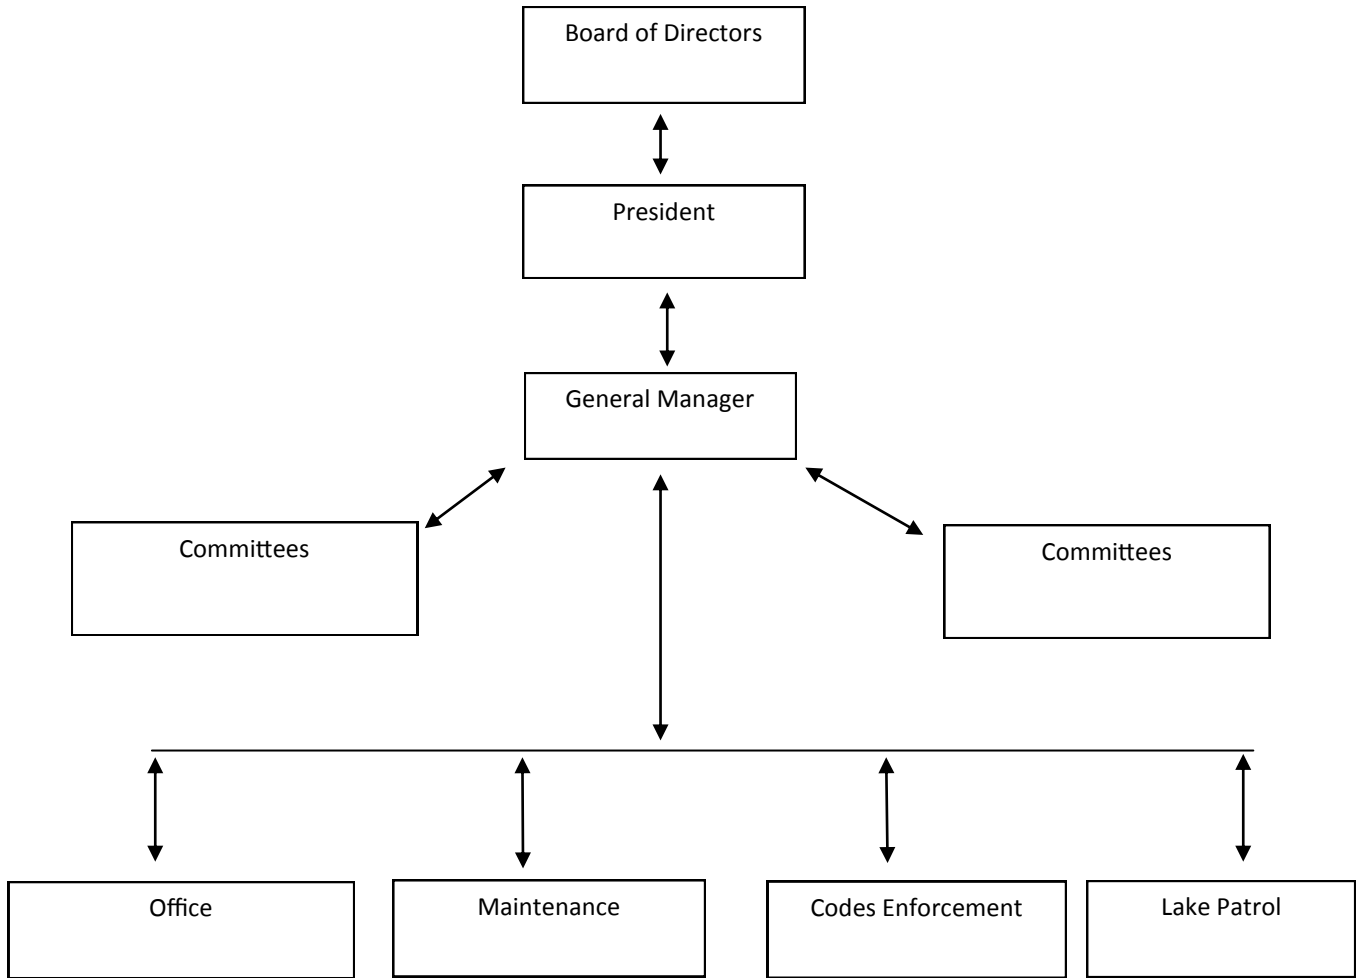 Board of Directors
President
General Manager
Committees
Committees
Office
Maintenance
Codes Enforcement
Lake Patrol